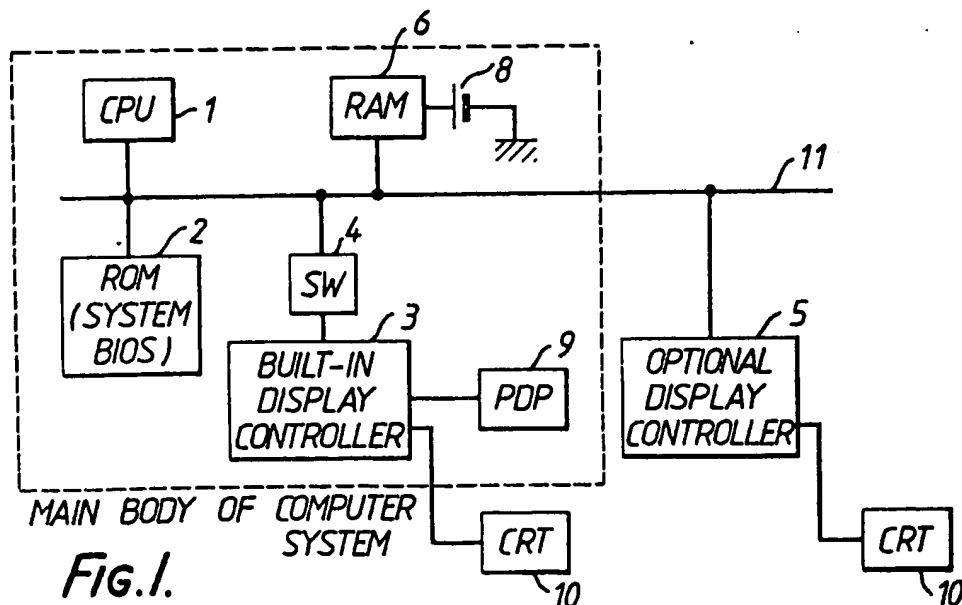 6
8
CPU
1
RAM
11
2
ROM
(SYSTEM
BIOS)
4
SW
3
BUILT-IN
DISPLAY
CONTROLLER
9
PDP
5
OPTIONAL
DISPLAY
CONTROLLER
MAIN BODY OF COMPUTER
SYSTEM
CRT
10
CRT
10
FIG.1.